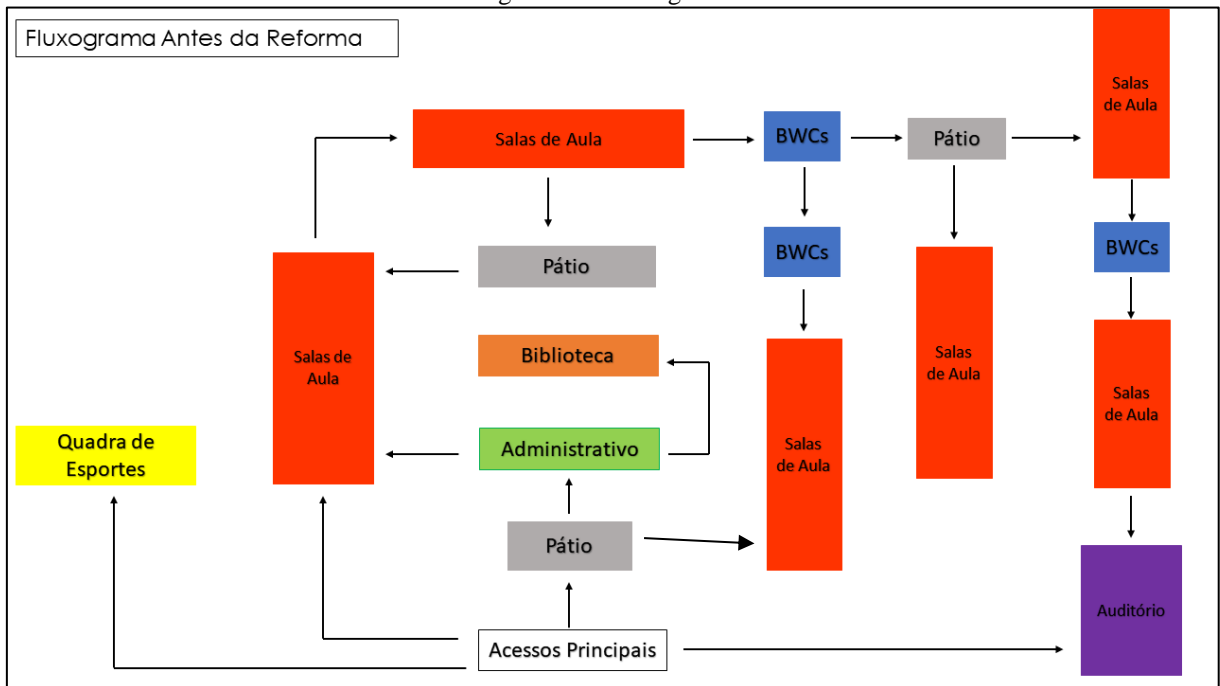 Fluxograma Antes da Reforma
Salas
de Aula
Salas de Aula
BWCs
Pátio
BWCs
BWCs
Pátio
Salas de
Aula
Biblioteca
Salas
de Aula
Salas
de Aula
Quadra de
Esportes
Administrativo
Salas
de Aula
Pátio
Auditório
Acessos Principais